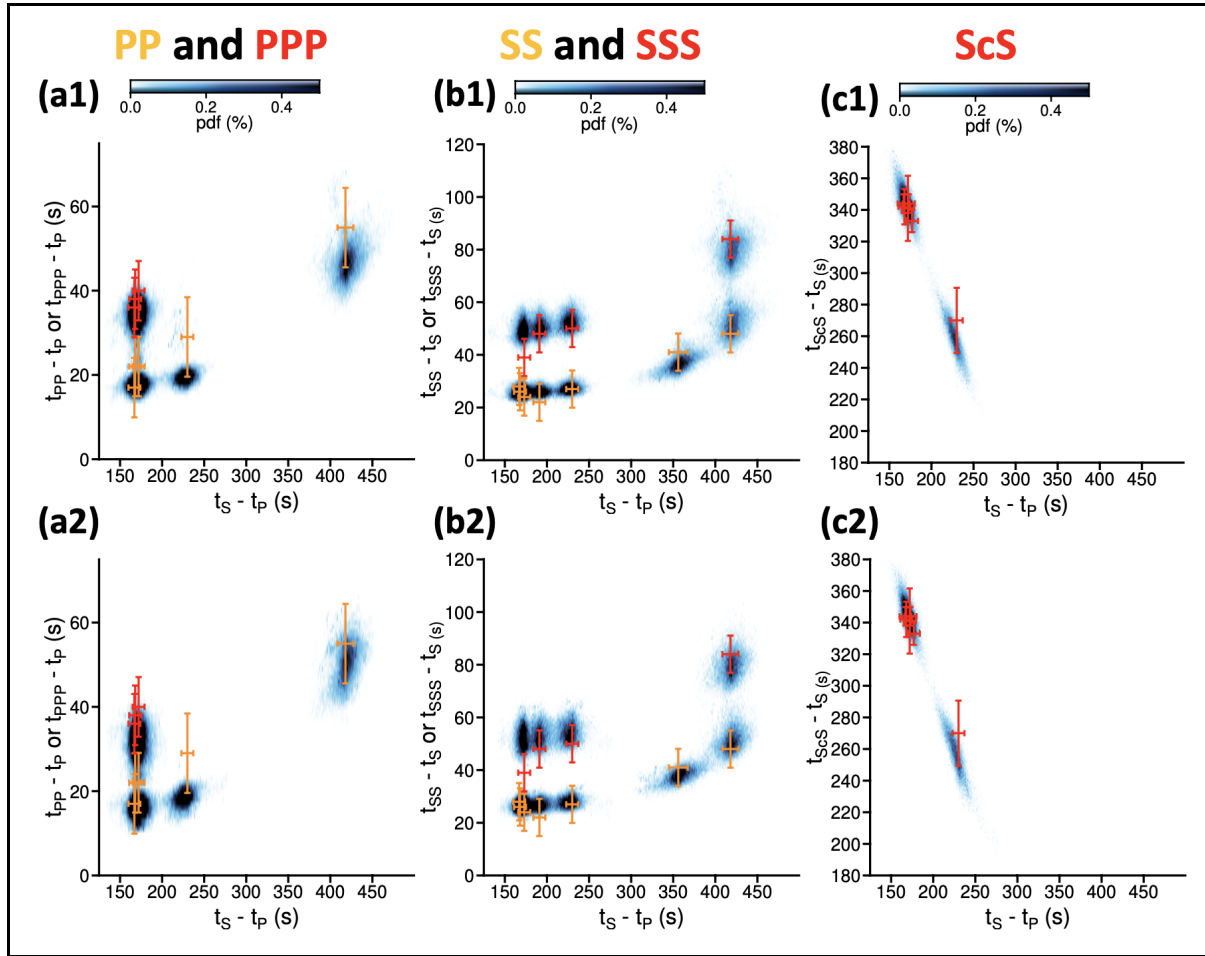 PP and PPP
SS and SSS
ScS
(a1)
0.0 0.2 0.4
pdf (%)
(b1)
0.0 0.2 0.4
pdf (%)
(c1)
0.0 0.2 0.4
pdf (%)
tPP - tP or tPPP - tP (s)
60
40
20
0
150 200 250 300 350 400 450
tS - tP (s)
tSS - tS or tSSS - tS (s)
120
100
80
60
40
20
0
150 200 250 300 350 400 450
tS - tP (s)
tScS - tS (s)
380
360
340
320
300
280
260
240
220
200
180
150 200 250 300 350 400 450
tS - tP (s)
(a2)
tPP - tP or tPPP - tP (s)
60
40
20
0
150 200 250 300 350 400 450
tS - tP (s)
(b2)
tSS - tS or tSSS - tS (s)
120
100
80
60
40
20
0
150 200 250 300 350 400 450
tS - tP (s)
(c2)
tScS - tS (s)
380
360
340
320
300
280
260
240
220
200
180
150 200 250 300 350 400 450
tS - tP (s)